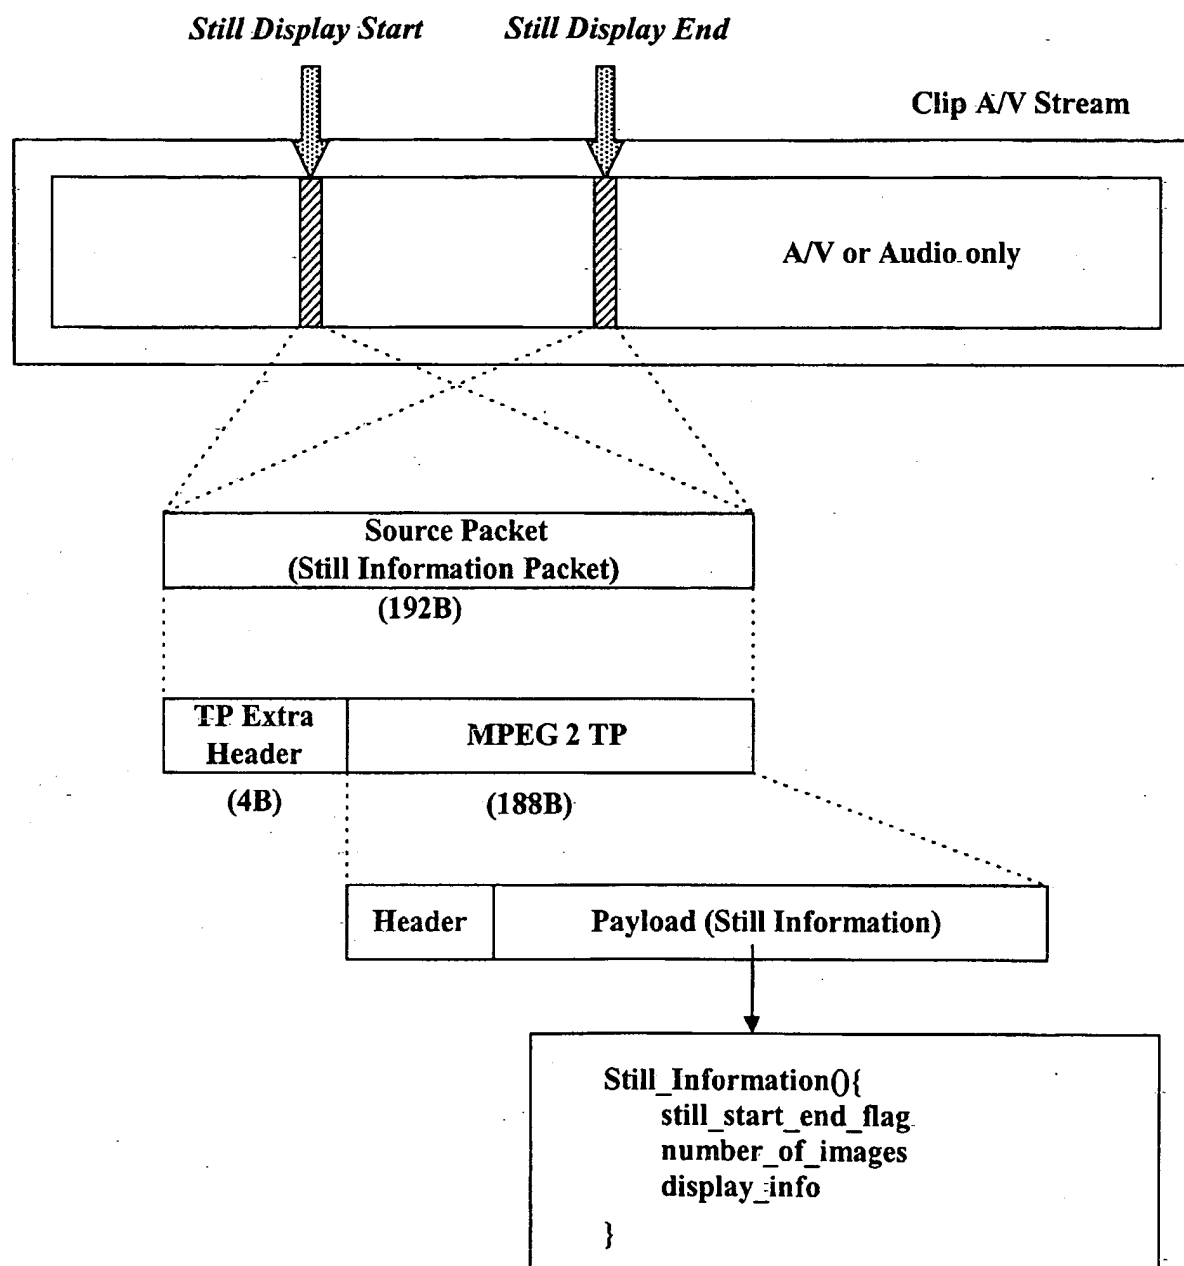 Still Display Start
Still Display End
Clip A/V Stream
A/V or Audio only
Source Packet
(Still Information Packet)
(192B)
TP Extra
Header
MPEG 2 TP
(4B)
(188B)
Header
Payload (Still Information)
Still_Information(){
still_start_end_flag
number_of_images
display_info
}